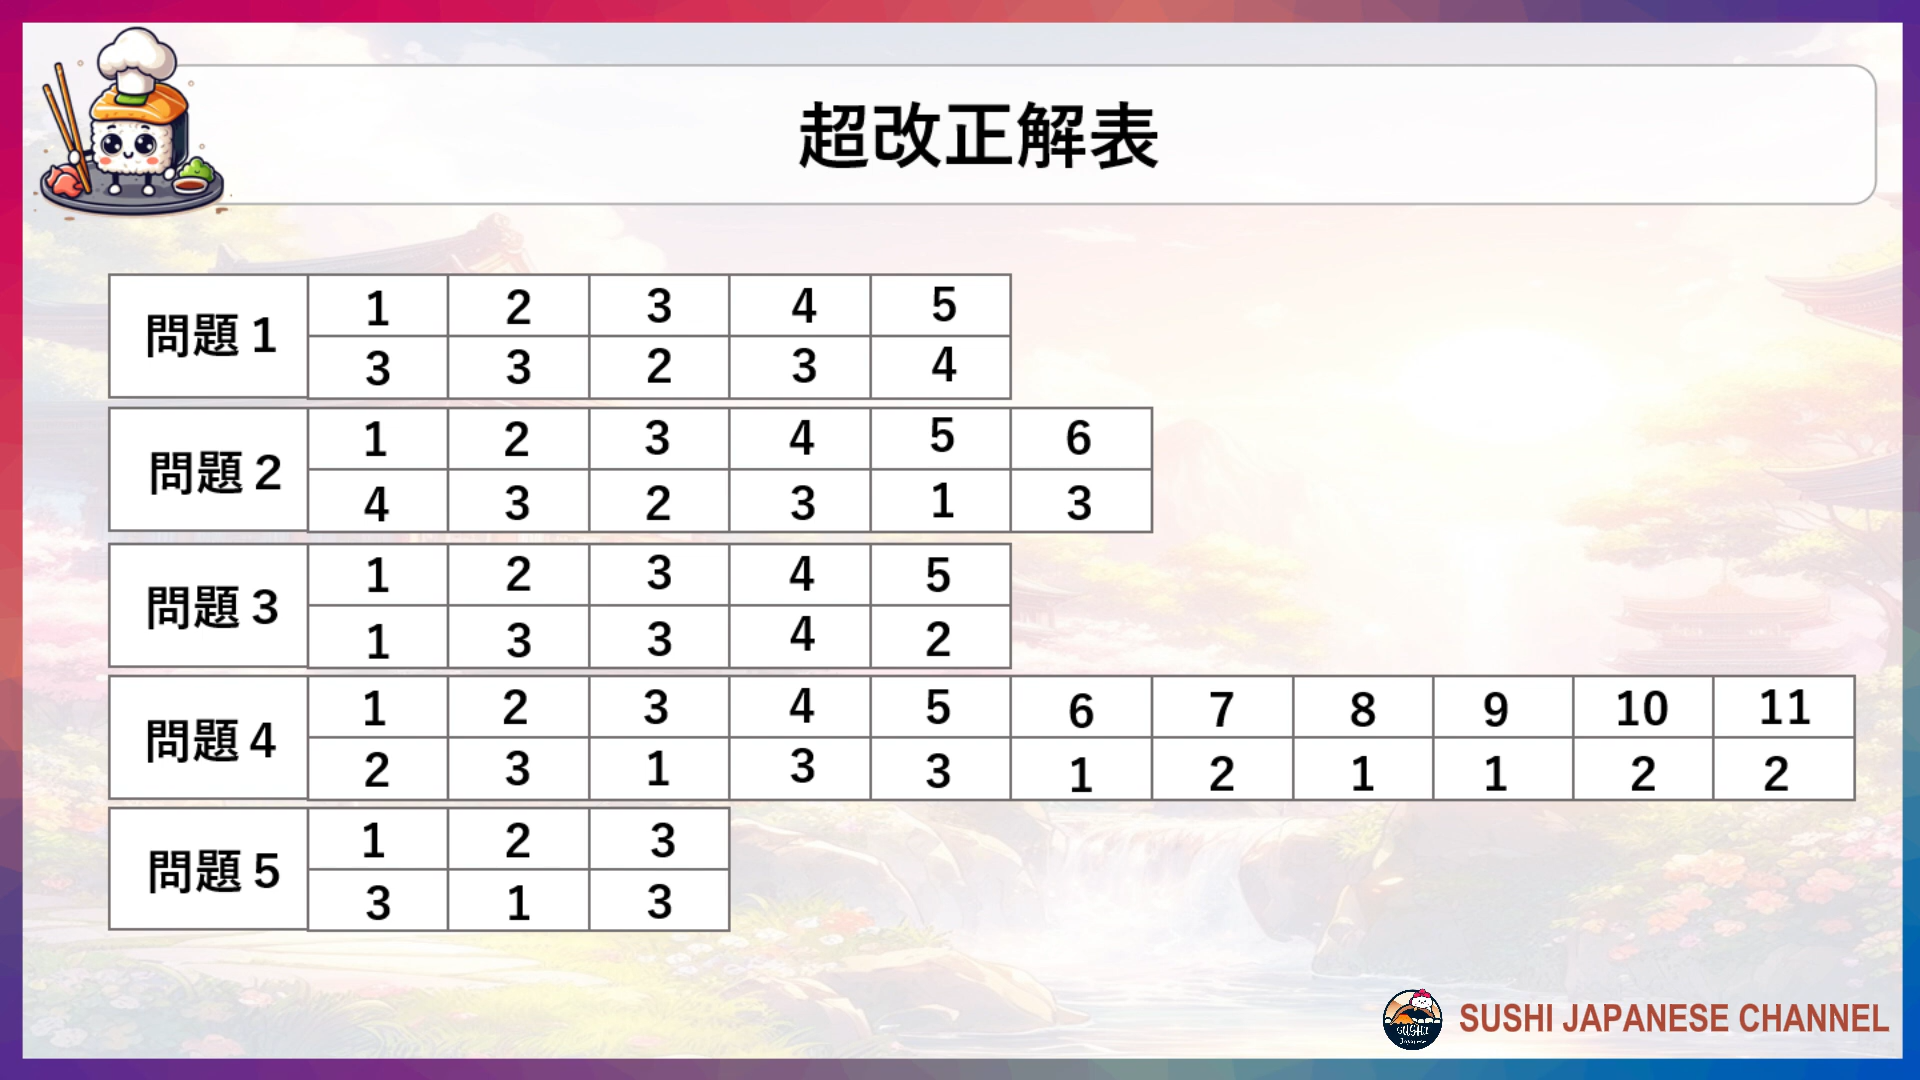 超改正解表
問題1
1 2 3 4 5
3 3 2 3 4
問題2
1 2 3 4 5 6
4 3 2 3 1 3
問題3
1 2 3 4 5
1 3 3 4 2
問題4
1 2 3 4 5 6 7 8 9 10 11
2 3 1 3 3 1 2 1 1 2 2
問題5
1 2 3
3 1 3
SUSHI
Japanese
SUSHI JAPANESE CHANNEL